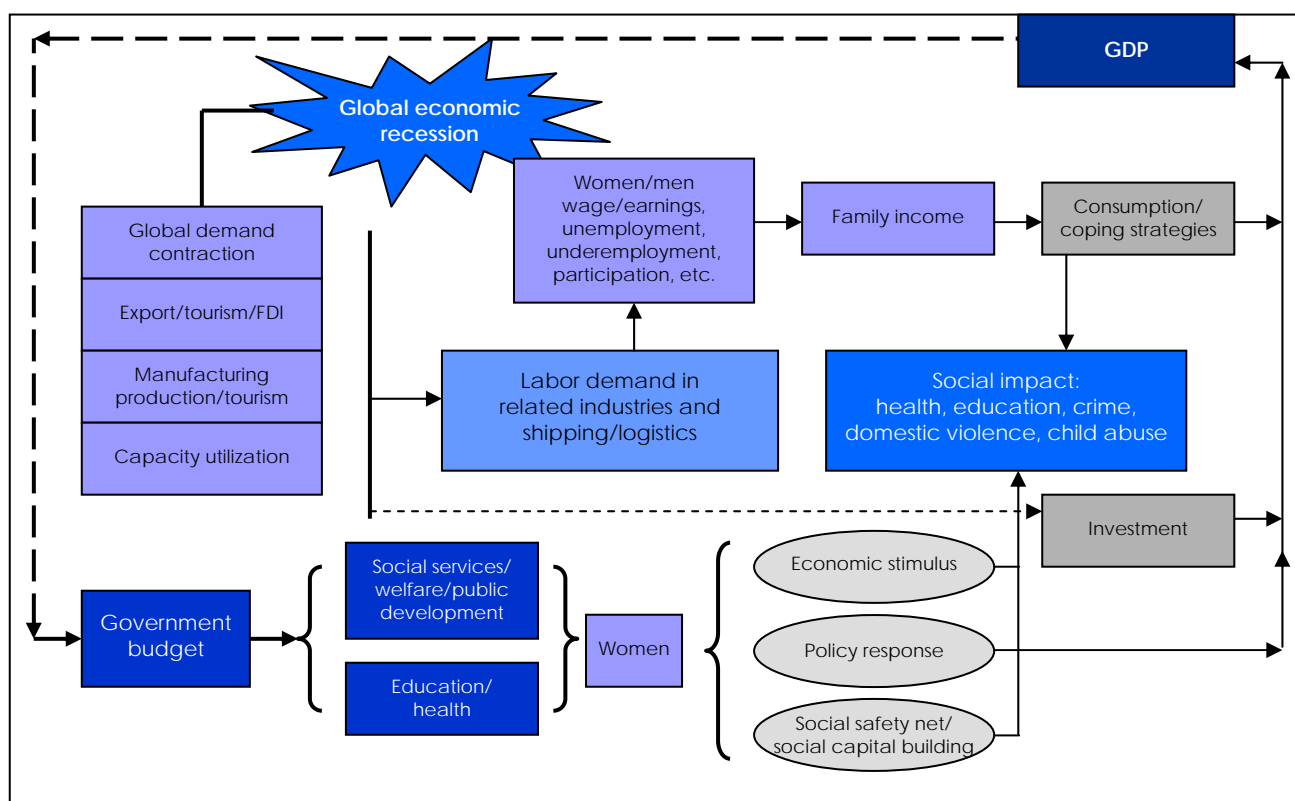 GDP
Global economic
recession
Women/men
wage/earnings,
unemployment,
underemployment,
participation, etc.
Family income
Consumption/
coping strategies
Global demand
contraction
Export/tourism/FDI
Manufacturing
production/tourism
Capacity utilization
Labor demand in
related industries and
shipping/logistics
Social impact:
health, education, crime,
domestic violence, child abuse
Investment
Government
budget
Social services/
welfare/public
development
Education/
health
Women
Economic stimulus
Policy response
Social safety net/
social capital building